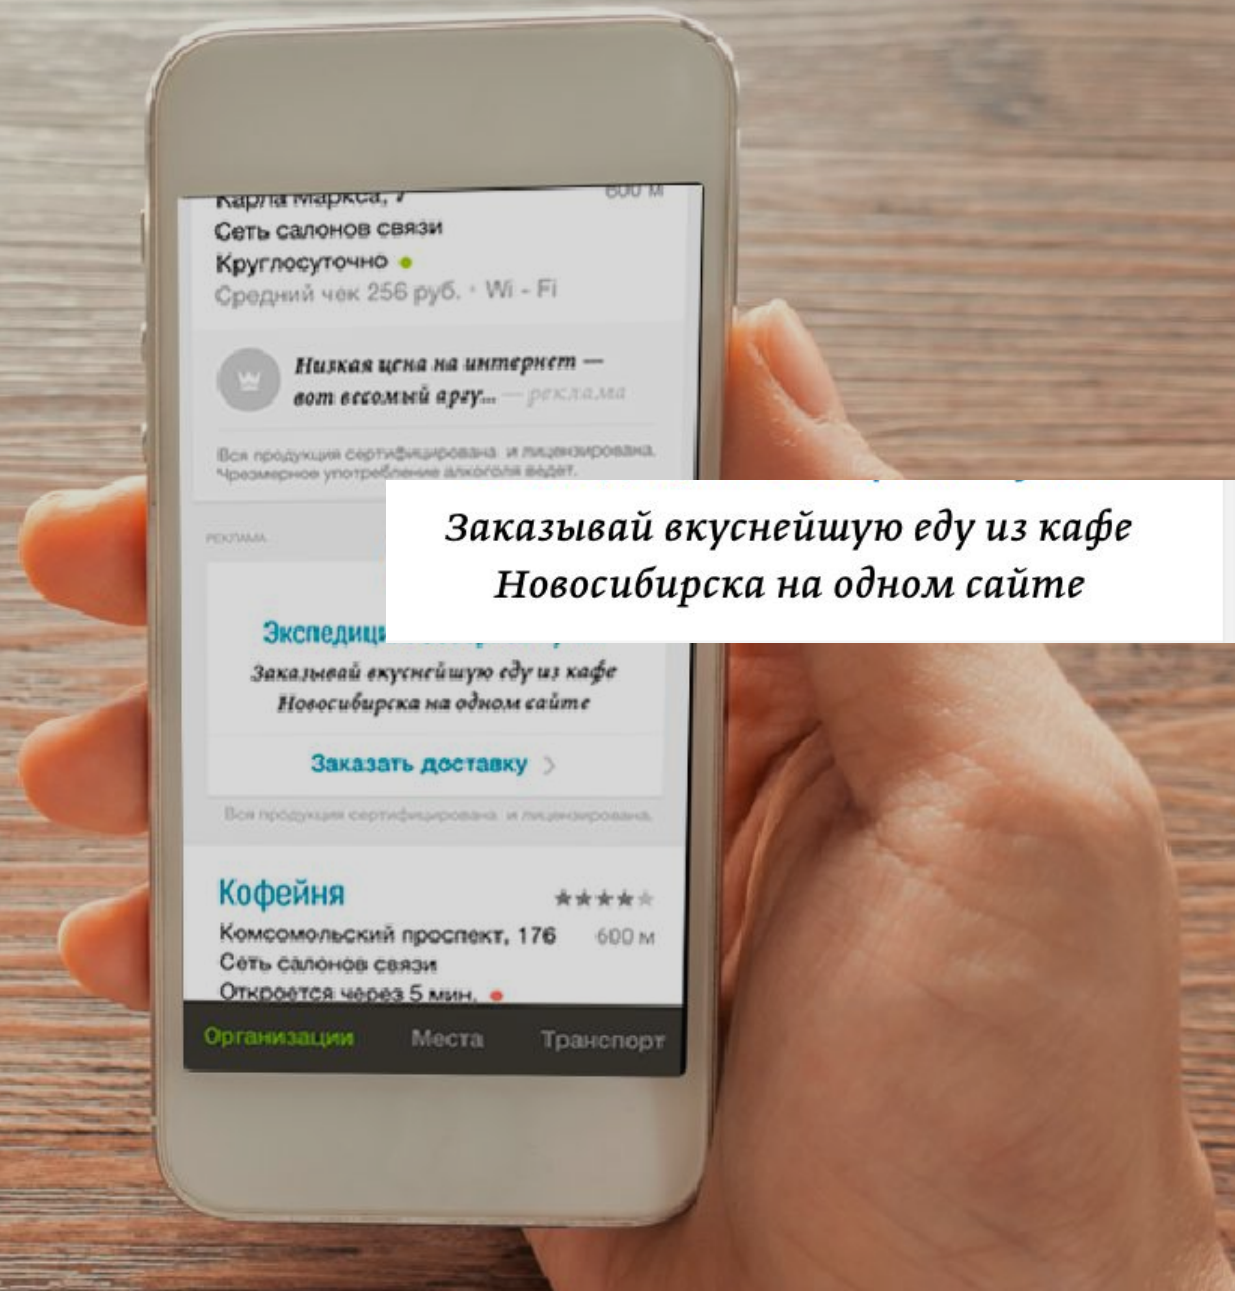 Карла Маркса, 7
600 м
Сеть салонов связи
Круглосуточно
Средний чек 256 руб. • Wi - Fi
Низкая цена на интернет —
вот весомый аргу... — реклама
Вся продукция сертифицирована и лицензирована.
Чрезмерное употребление алкоголя ведет.
РЕКЛАМА
Заказывай вкуснейшую еду из кафе
Новосибирска на одном сайте
Заказывай вкуснейшую еду из кафе
Новосибирска на одном сайте
Заказать доставку
Вся продукция сертифицирована и лицензирована.
Кофейня
Комсомольский проспект, 176 600 м
Сеть салонов связи
Откроется через 5 мин.
Организации Места Транспорт